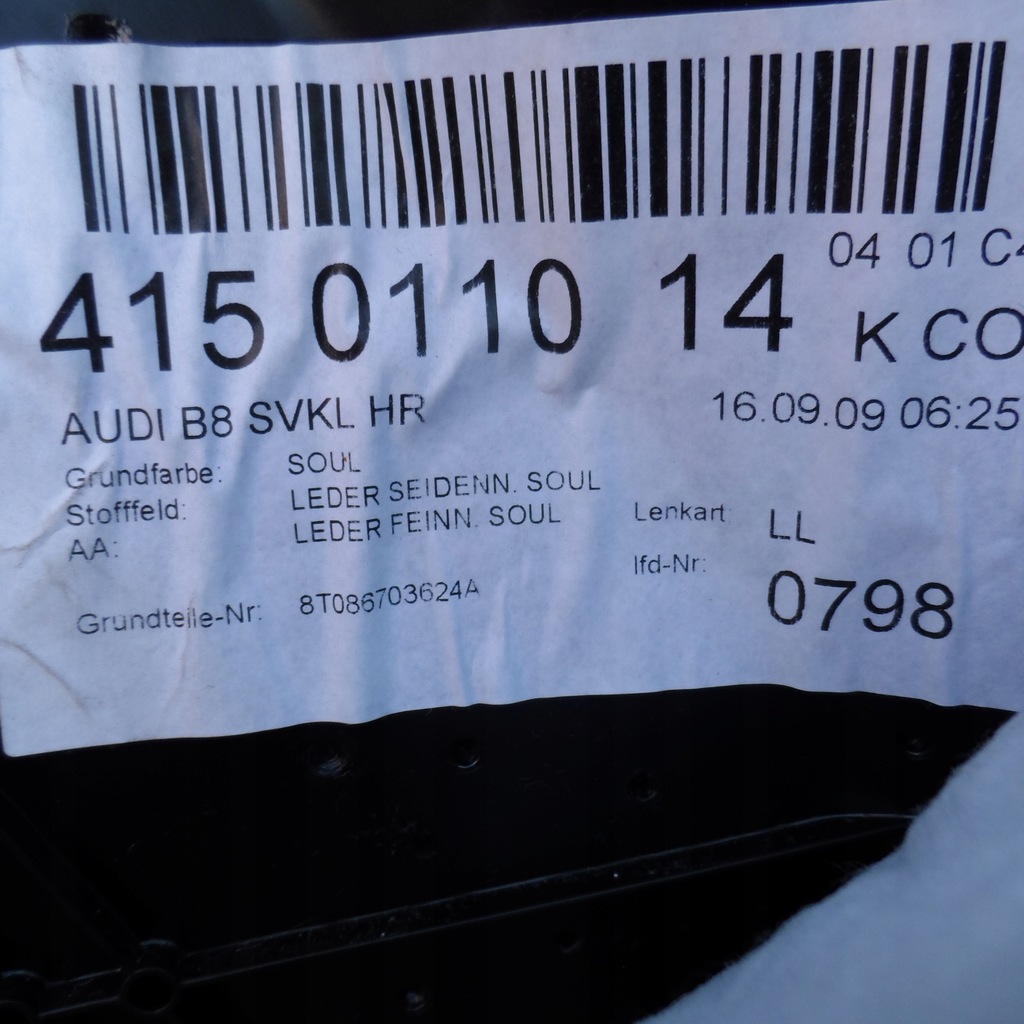 04 01 C4
415 0110 14 K CO
AUDI B8 SVKL HR 16.09.09 06:25
Grundfarbe: SOUL
Stofffeld: LEDER SEIDENN. SOUL
AA: LEDER FEINN. SOUL
Lenkart: LL
lfd-Nr: 0798
Grundteile-Nr: 8T086703624A